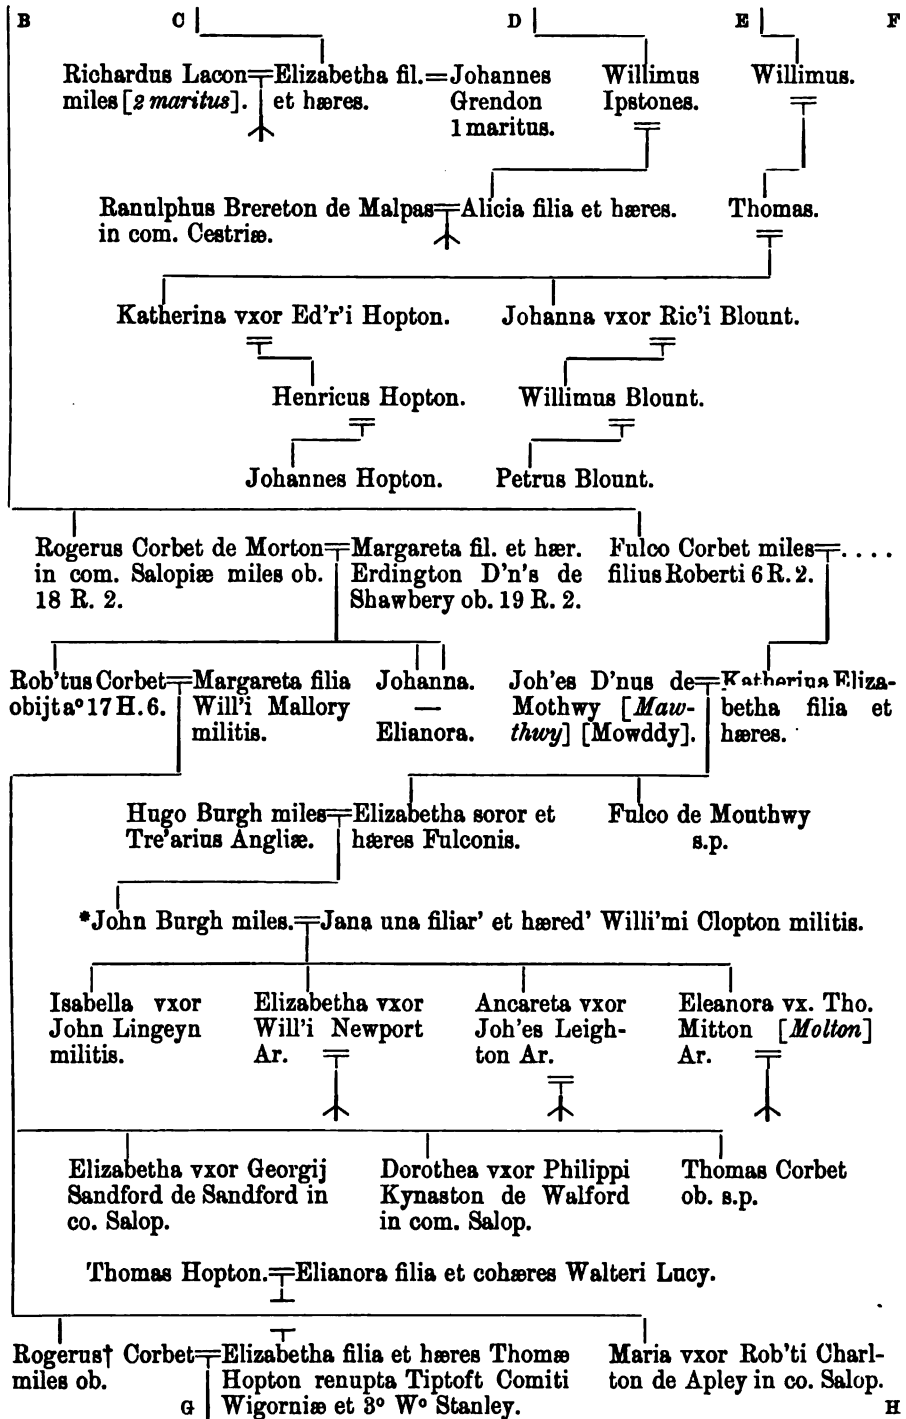 B C D E F
Richardus Lacon=Elizabetha fil.=Johannes Willimus Willimus.
miles [2 maritus]. et hæres. Grendon Ipstones.
1 maritus.
Ranulphus Brereton de Malpas=Alicia filia et hæres. Thomas.
in com. Cestriæ.
Katherina vxor Ed'r'i Hopton. Johanna vxor Ric'i Blount.
Henricus Hopton. Willimus Blount.
Johannes Hopton. Petrus Blount.
Rogerus Corbet de Morton=Margareta fil. et hær. Fulco Corbet miles=. . . .
in com. Salopiæ miles ob. Erdington D'n's de filius Roberti 6 R. 2.
18 R. 2. Shawbery ob. 19 R. 2.
Rob'tus Corbet=Margareta filia Johanna. Joh'es D'nus de=Katherina Eliza-
obijt aº 17 H. 6. Will'i Mallory — Mothwy [Maw- betha filia et
militis. Elianora. thwy] [Mowddy]. hæres.
Hugo Burgh miles=Elizabetha soror et Fulco de Mouthwy
Tre'arius Angliæ. hæres Fulconis. s.p.
*John Burgh miles.=Jana una filiar' et hæred' Willi'mi Clopton militis.
Isabella vxor Elizabetha vxor Ancareta vxor Eleanora vx. Tho.
John Lingeyn Will'i Newport Joh'es Leigh- Mitton [Molton]
militis. Ar. ton Ar. Ar.
Elizabetha vxor Georgij Dorothea vxor Philippi Thomas Corbet
Sandford de Sandford in Kynaston de Walford ob. s.p.
co. Salop. in com. Salop.
Thomas Hopton.=Elianora filia et cohæres Walteri Lucy.
Rogerus† Corbet=Elizabetha filia et hæres Thomæ Maria vxor Rob'ti Charl-
miles ob. Hopton renupta Tiptoft Comiti ton de Apley in co. Salop.
G Wigorniæ et 3º Wº Stanley. H